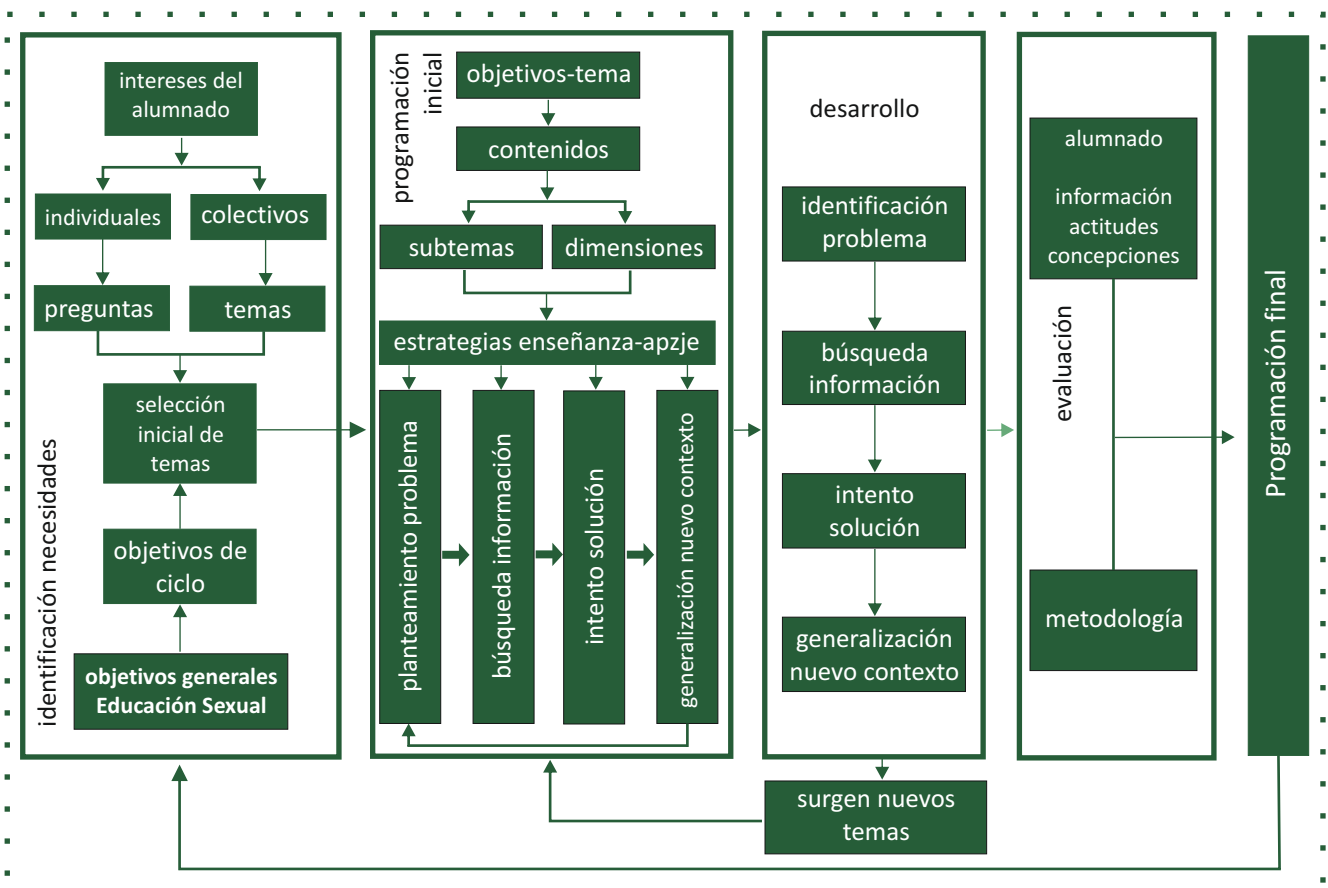 identificación necesidades
intereses del
alumnado
individuales
colectivos
preguntas
temas
selección
inicial de
temas
objetivos de
ciclo
objetivos generales
Educación Sexual
programación
inicial
objetivos-tema
contenidos
subtemas
dimensiones
estrategias enseñanza-apzje
planteamiento problema
búsqueda información
intento solución
generalización nuevo contexto
desarrollo
identificación
problema
búsqueda
información
intento
solución
generalización
nuevo contexto
surgen nuevos
temas
evaluación
alumnado
información
actitudes
concepciones
metodología
Programación final